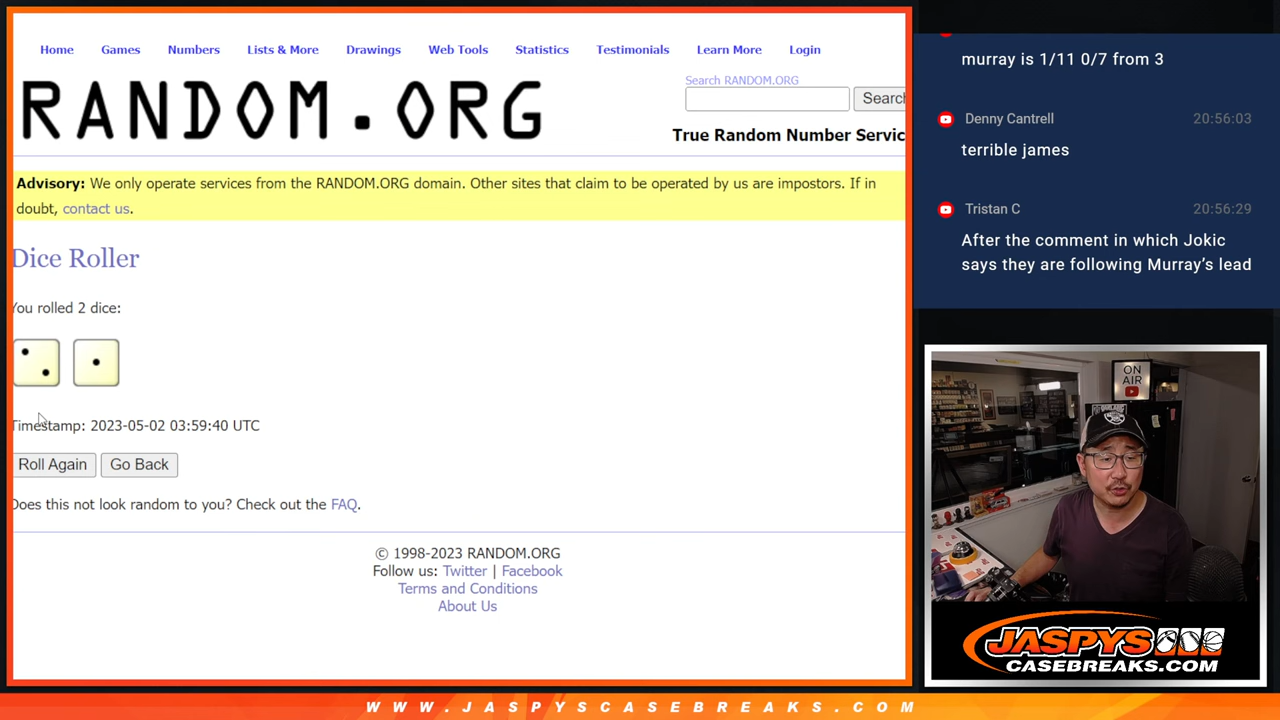 Home Games Numbers Lists & More Drawings Web Tools Statistics Testimonials Learn More Login
RANDOM.ORG
Search RANDOM.ORG
Search
True Random Number Servic
Advisory: We only operate services from the RANDOM.ORG domain. Other sites that claim to be operated by us are impostors. If in
doubt, contact us.
Dice Roller
You rolled 2 dice:
Timestamp: 2023-05-02 03:59:40 UTC
Roll Again Go Back
Does this not look random to you? Check out the FAQ.
© 1998-2023 RANDOM.ORG
Follow us: Twitter | Facebook
Terms and Conditions
About Us
murray is 1/11 0/7 from 3
Denny Cantrell 20:56:03
terrible james
Tristan C 20:56:29
After the comment in which Jokic
says they are following Murray’s lead
ON
AIR
JASPYS
CASEBREAKS.COM
WWW.JASPYSCASEBREAKS.COM